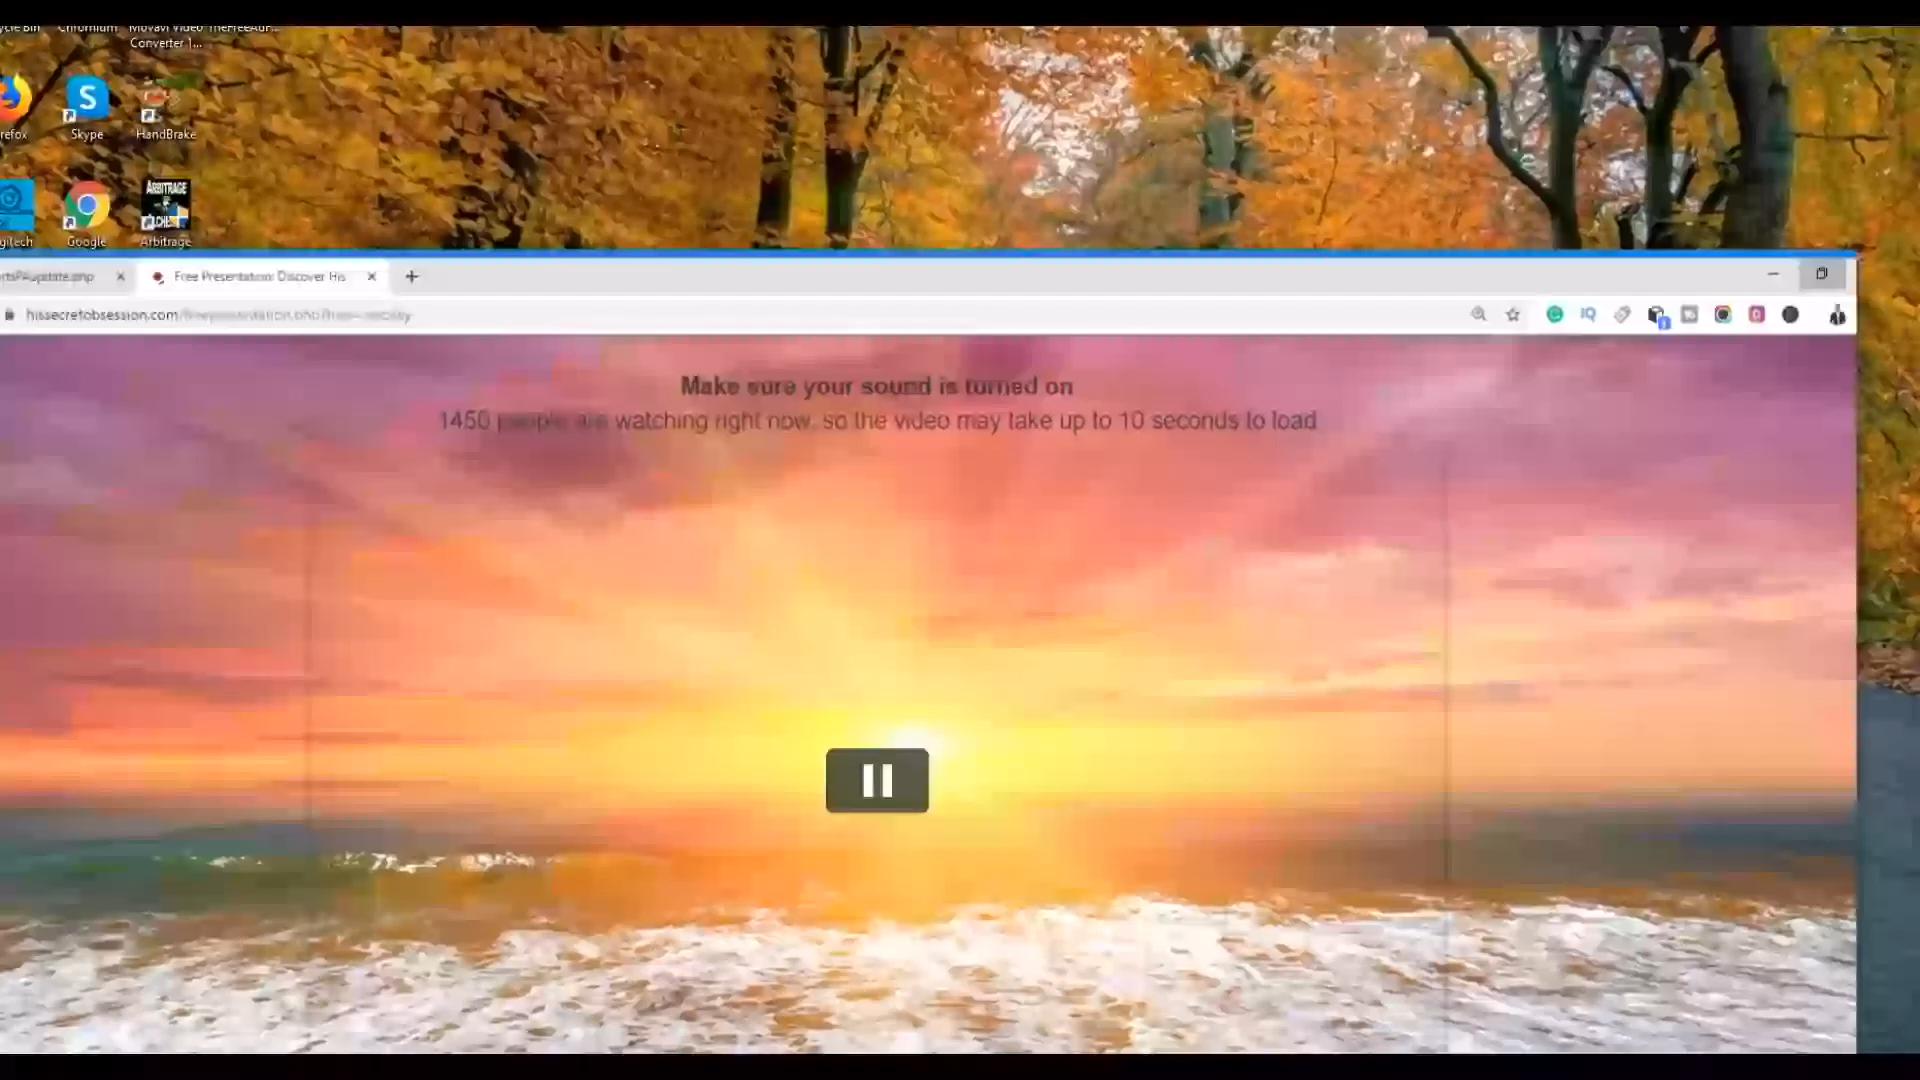 Chromium
Converter 1...
Skype
HandBrake
ARBITRAGE
Google
Arbitrage
Free Presentation: Discover His
hissecretobsession.com
Make sure your sound is turned on
1450 people are watching right now, so the video may take up to 10 seconds to load